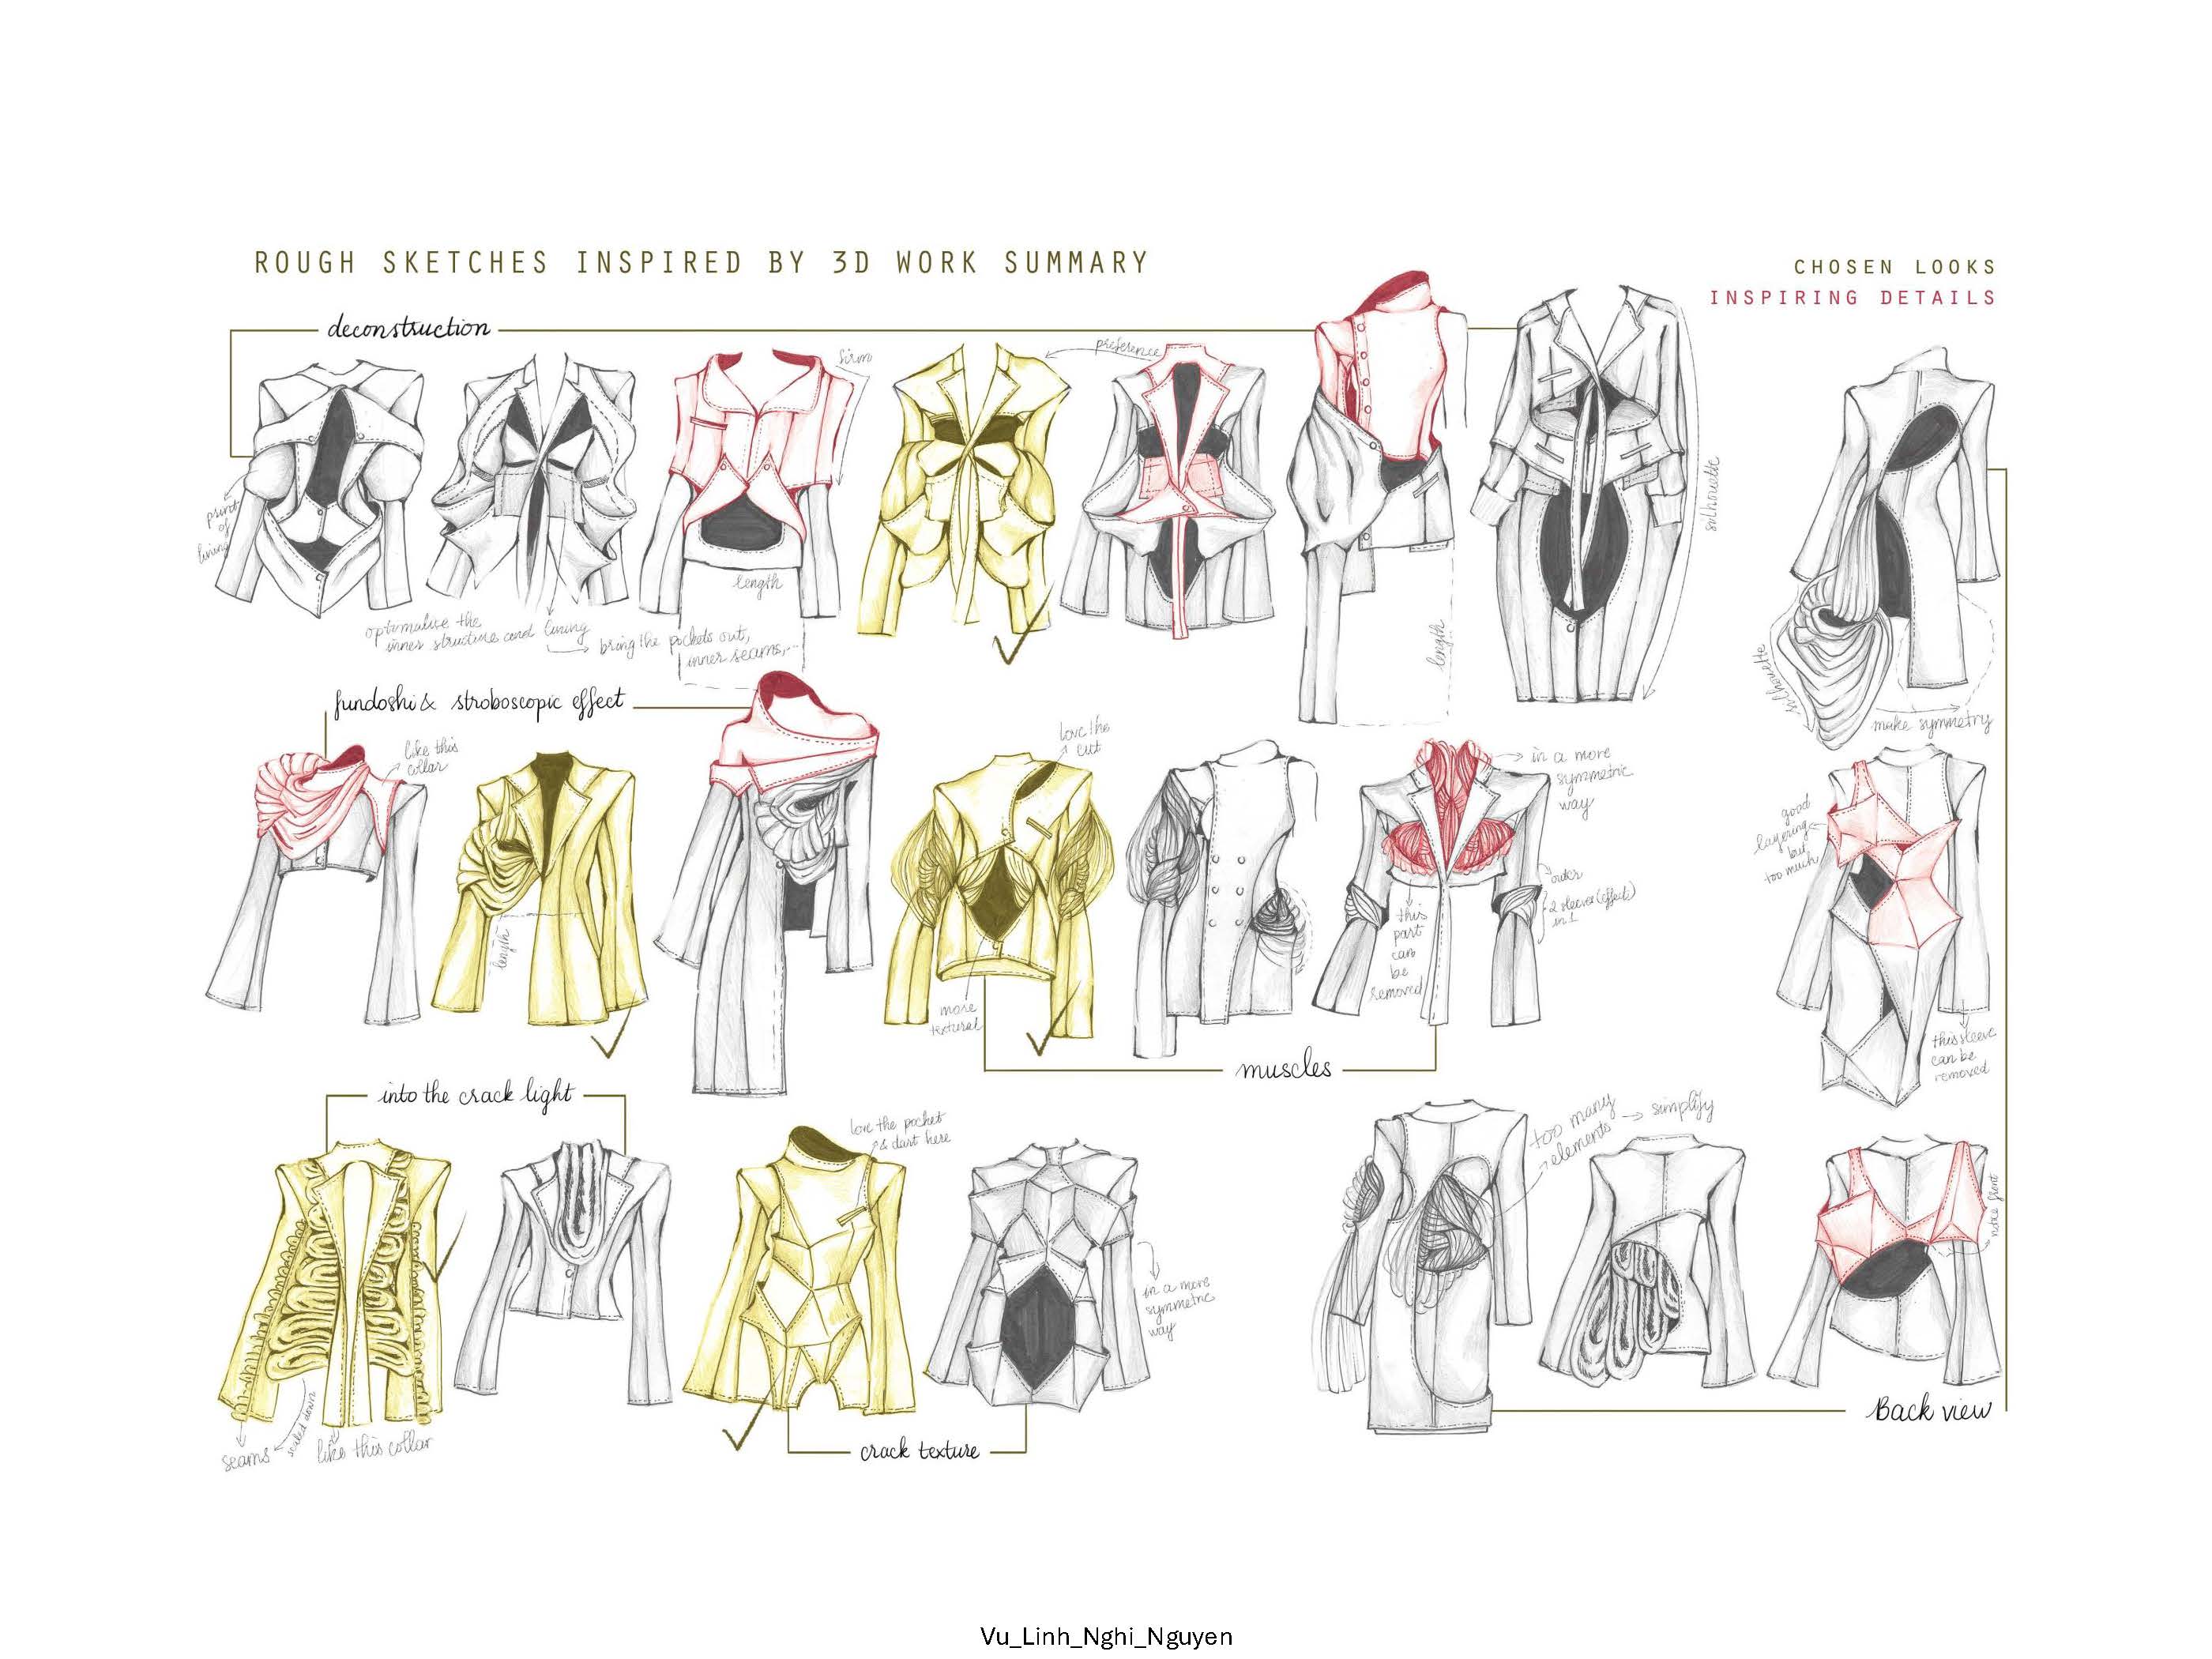 ROUGH SKETCHES INSPIRED BY 3D WORK SUMMARY
CHOSEN LOOKS
INSPIRING DETAILS
deconstruction
preference
firm
print
of
lining
length
length
silhouette
optimalize the
inner structure and lining
bring the pockets out,
inner seams,...
silhouette
make symmetry
fundoshi & stroboscopic effect
like this
collar
length
love the
cut
more
textural
in a more
symmetric
way
outer
2 sleeves (effects)
in 1
this
part
can
be
removed
muscles
good
layering
but
too much
this sleeve
can be
removed
into the crack light
seams
scaled down
like this collar
love the pocket
& dart here
in a more
symmetric
way
crack texture
too many
elements
simplify
front
Back view
Vu_Linh_Nghi_Nguyen